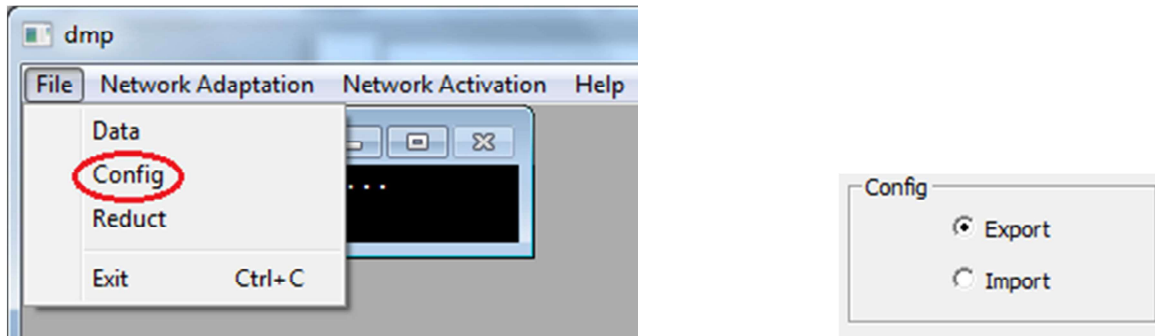 dmp
File Network Adaptation Network Activation Help
Data
Config
...
Reduct
Exit Ctrl+C
Config
Export
Import